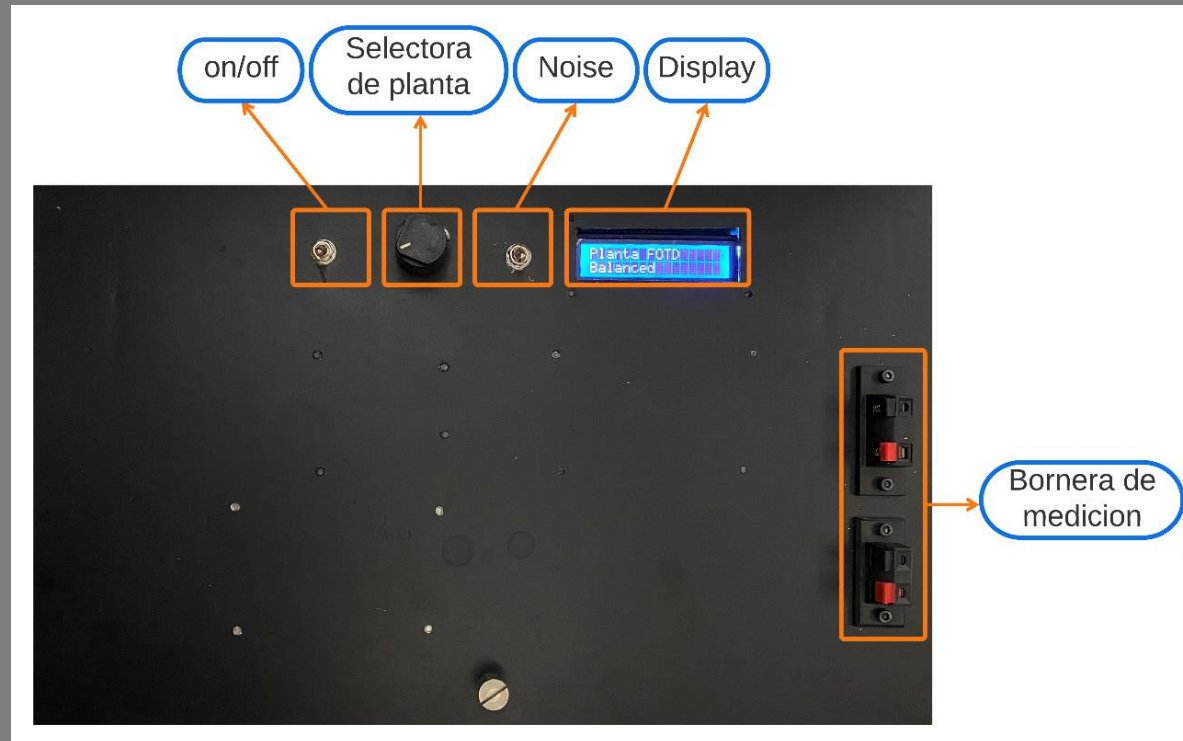 on/off
Selectora
de planta
Noise
Display
Planta FOTD
Balanced
Bornera de
medicion